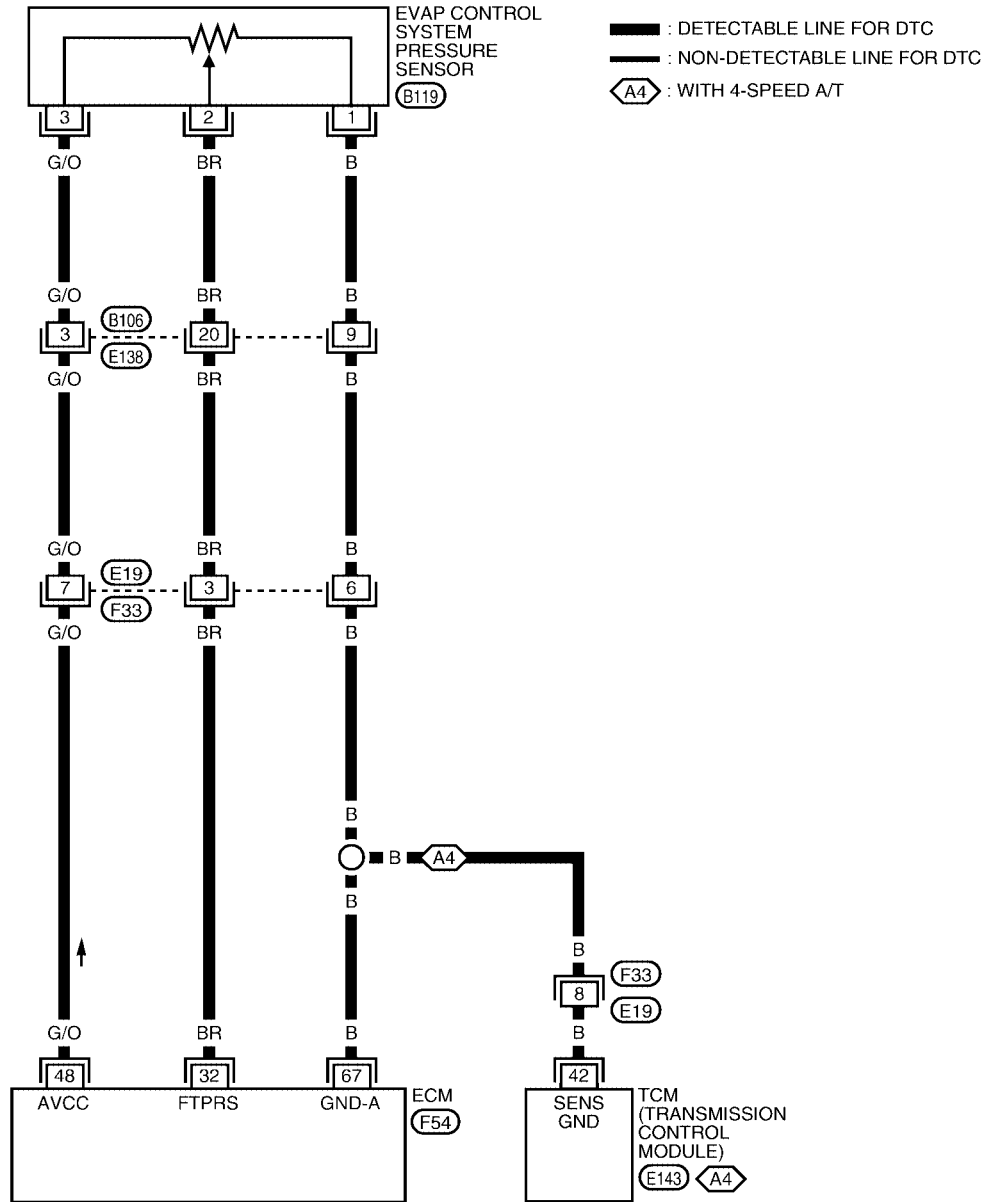 EVAP CONTROL
SYSTEM
PRESSURE
SENSOR
B119
: DETECTABLE LINE FOR DTC
: NON-DETECTABLE LINE FOR DTC
A4 : WITH 4-SPEED A/T
3 2 1
G/O BR B
G/O BR B
3 B106 20 9
E138
G/O BR B
G/O BR B
7 E19 3 6
F33
G/O BR B
B
B A4
B
B
F33
8
E19
G/O BR B B
48 32 67 42
AVCC FTPRS GND-A
ECM
F54
SENS
GND
TCM
(TRANSMISSION
CONTROL
MODULE)
E143 A4